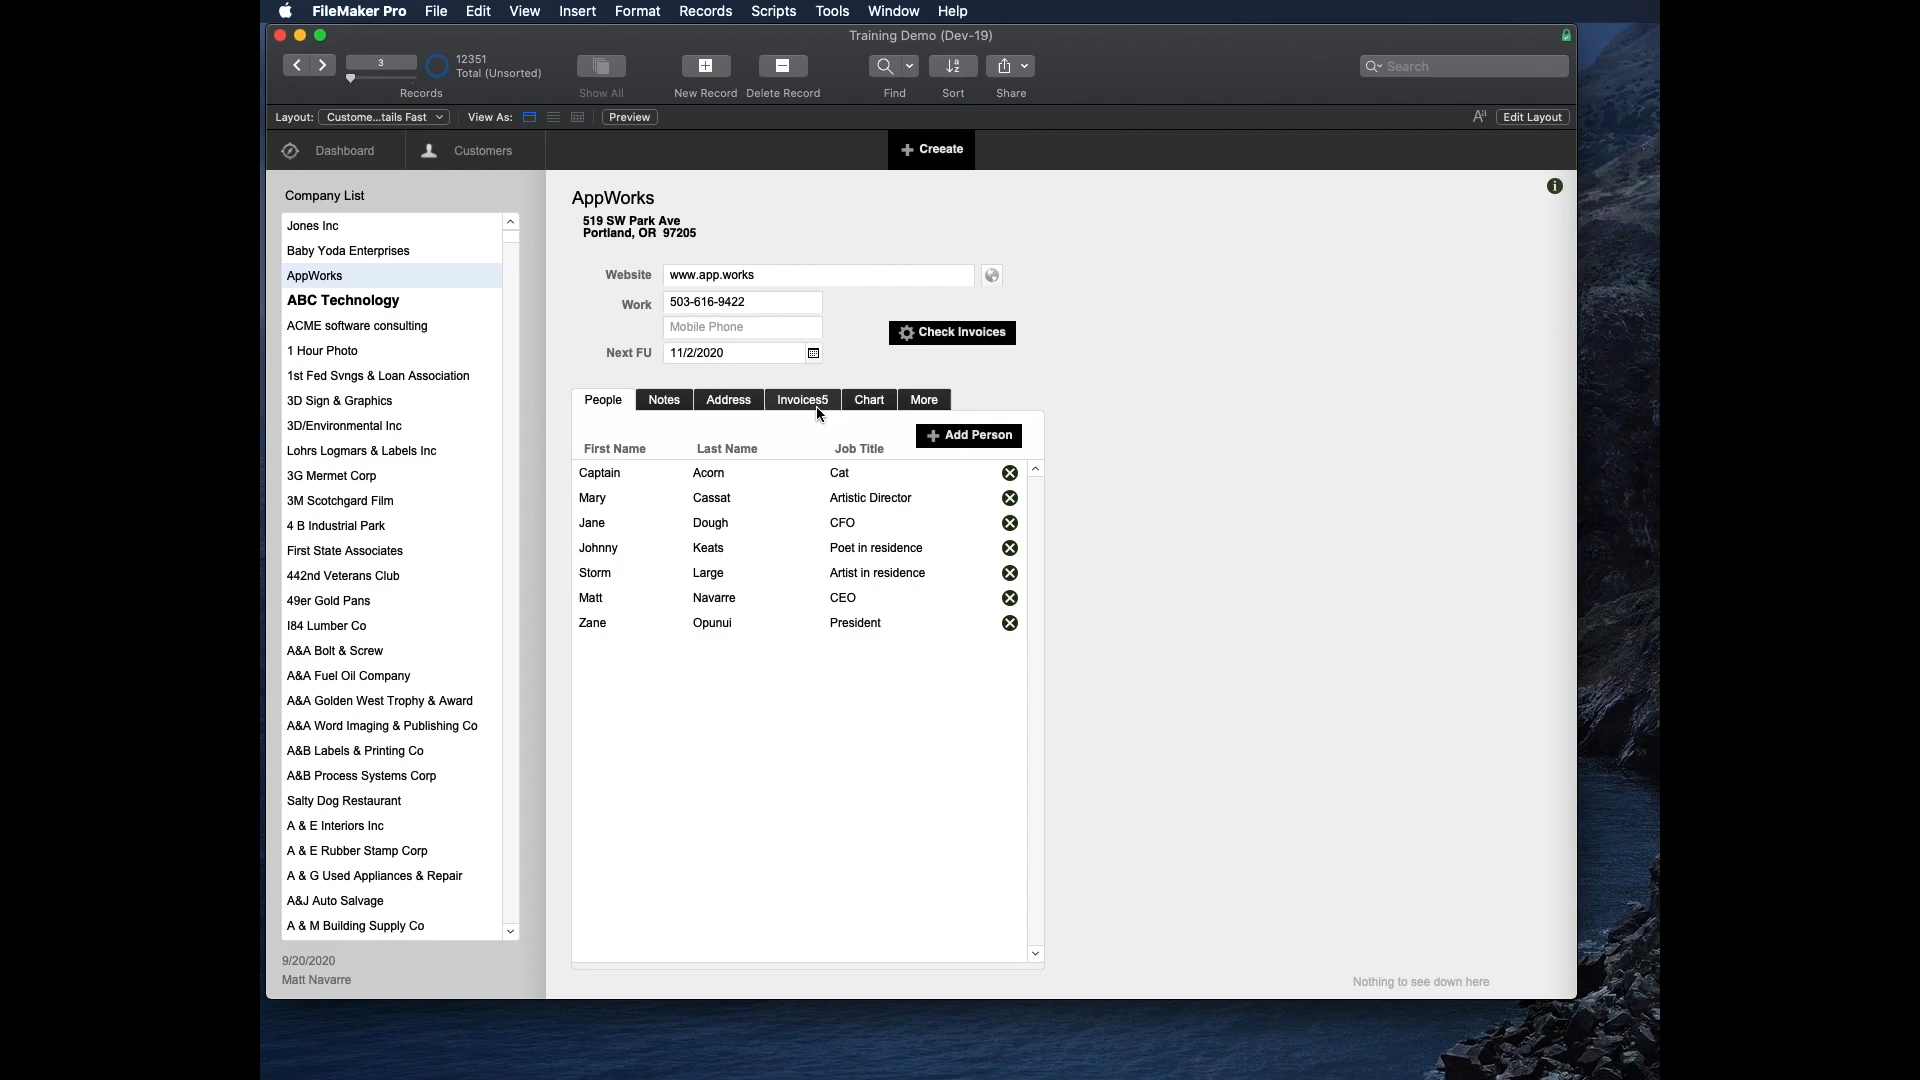 FileMaker Pro File Edit View Insert Format Records Scripts Tools Window Help
Training Demo (Dev-19)
3
12351
Total (Unsorted)
Records
Show All
New Record
Delete Record
Find
Sort
Share
Search
Layout: Custome...tails Fast View As: Preview
Aa Edit Layout
Dashboard
Customers
Creeate
Company List
Jones Inc
Baby Yoda Enterprises
AppWorks
ABC Technology
ACME software consulting
1 Hour Photo
1st Fed Svngs & Loan Association
3D Sign & Graphics
3D/Environmental Inc
Lohrs Logmars & Labels Inc
3G Mermet Corp
3M Scotchgard Film
4 B Industrial Park
First State Associates
442nd Veterans Club
49er Gold Pans
I84 Lumber Co
A&A Bolt & Screw
A&A Fuel Oil Company
A&A Golden West Trophy & Award
A&A Word Imaging & Publishing Co
A&B Labels & Printing Co
A&B Process Systems Corp
Salty Dog Restaurant
A & E Interiors Inc
A & E Rubber Stamp Corp
A & G Used Appliances & Repair
A&J Auto Salvage
A & M Building Supply Co
9/20/2020
Matt Navarre
AppWorks
519 SW Park Ave
Portland, OR 97205
Website www.app.works
Work 503-616-9422
Mobile Phone
Check Invoices
Next FU 11/2/2020
People Notes Address Invoices5 Chart More
Add Person
First Name Last Name Job Title
Captain Acorn Cat
Mary Cassat Artistic Director
Jane Dough CFO
Johnny Keats Poet in residence
Storm Large Artist in residence
Matt Navarre CEO
Zane Opunui President
Nothing to see down here